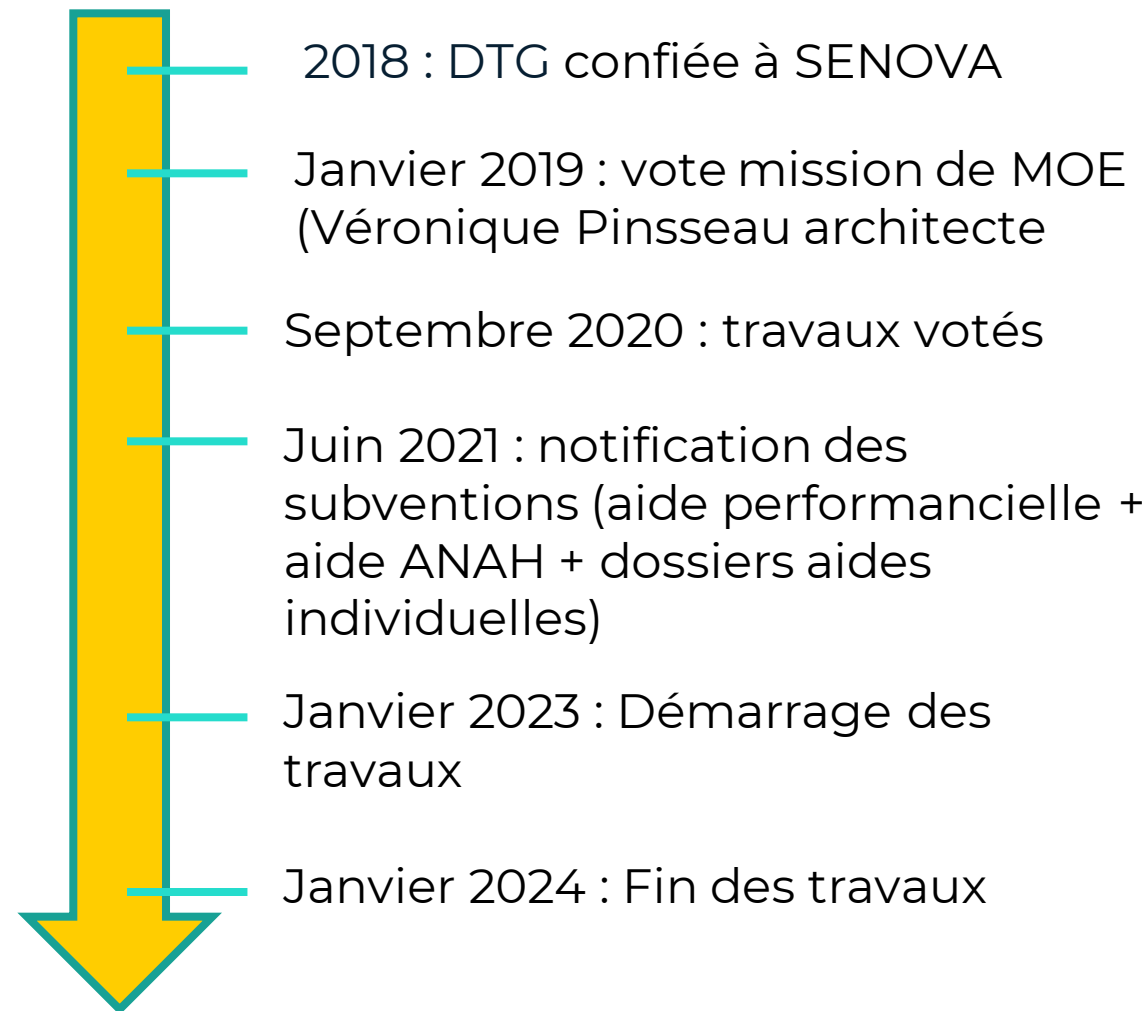 2018 : DTG confiée à SENOVA
Janvier 2019 : vote mission de MOE
(Véronique Pinsseau architecte
Septembre 2020 : travaux votés
Juin 2021 : notification des
subventions (aide performancielle +
aide ANAH + dossiers aides
individuelles)
Janvier 2023 : Démarrage des
travaux
Janvier 2024 : Fin des travaux